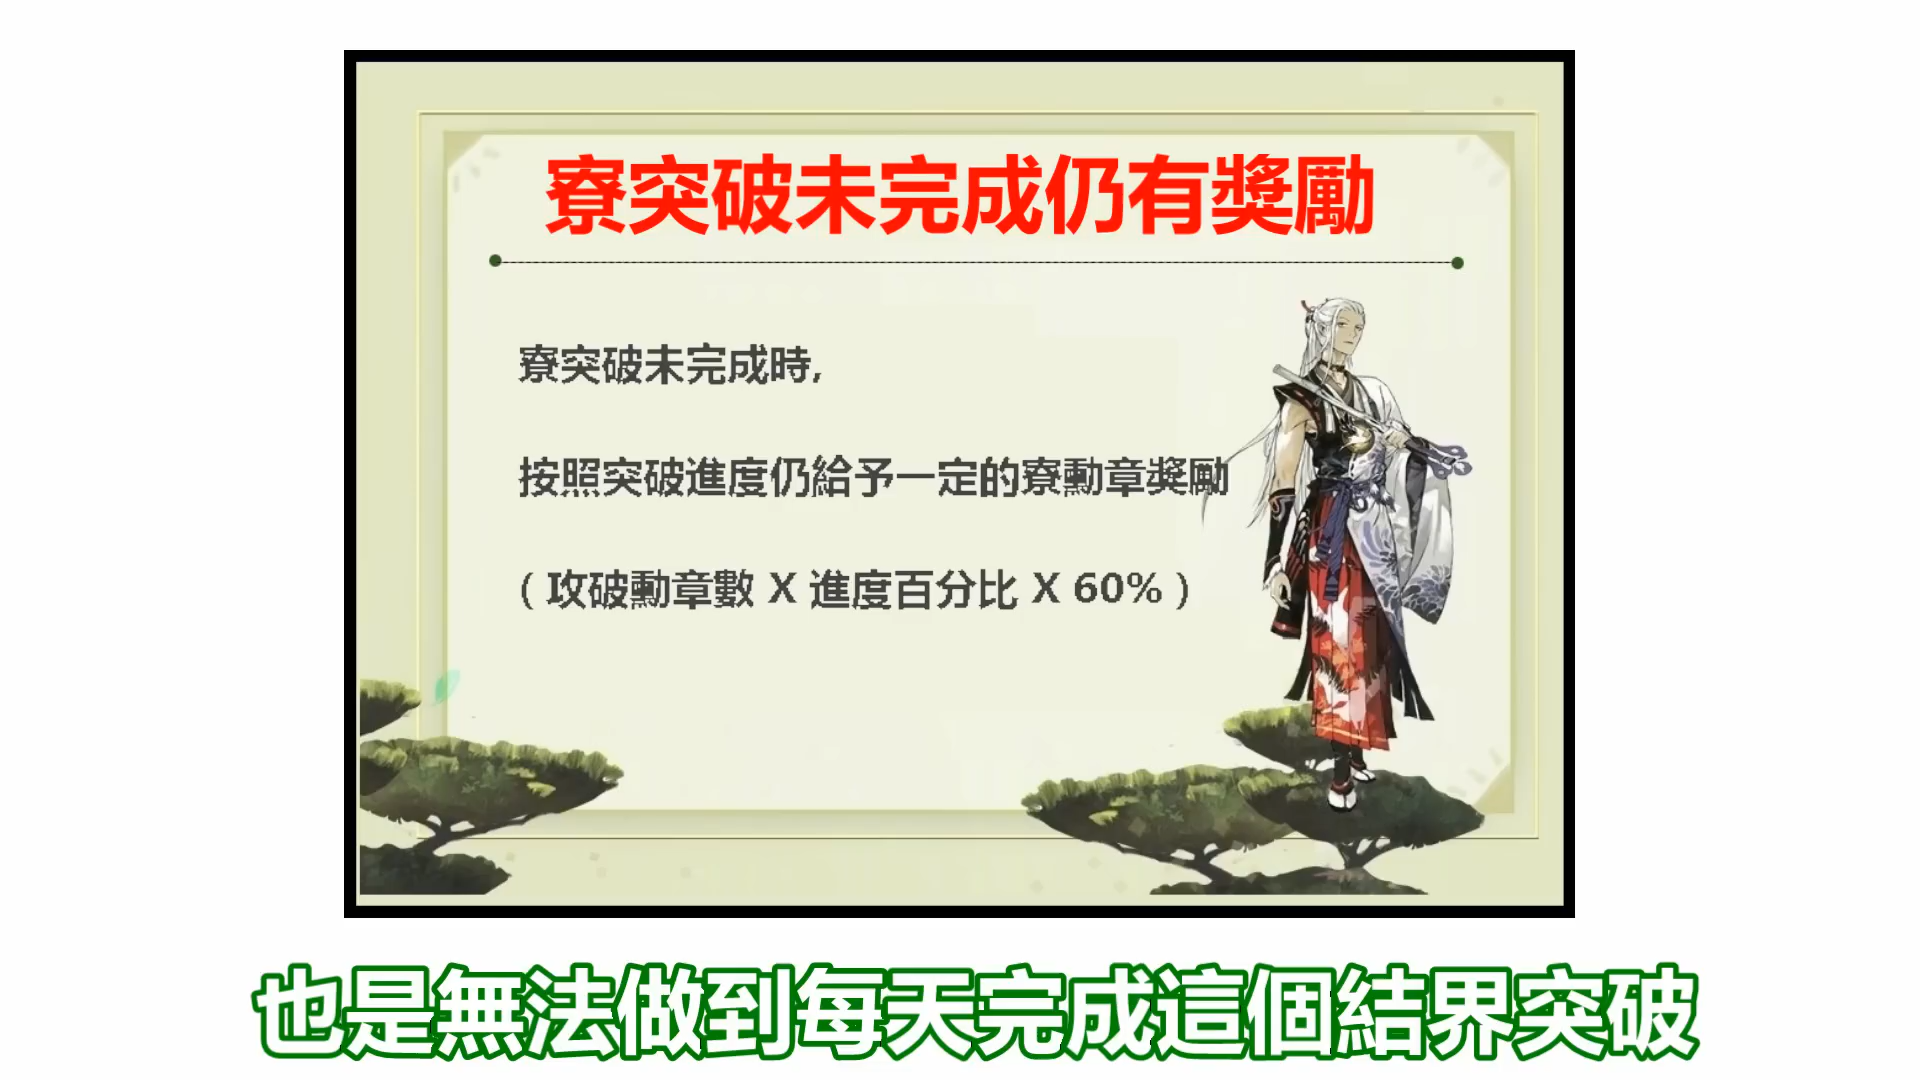 寮突破未完成仍有獎勵
寮突破未完成時,
按照突破進度仍給予一定的寮勳章獎勵
( 攻破勳章數 X 進度百分比 X 60% )
也是無法做到每天完成這個結界突破